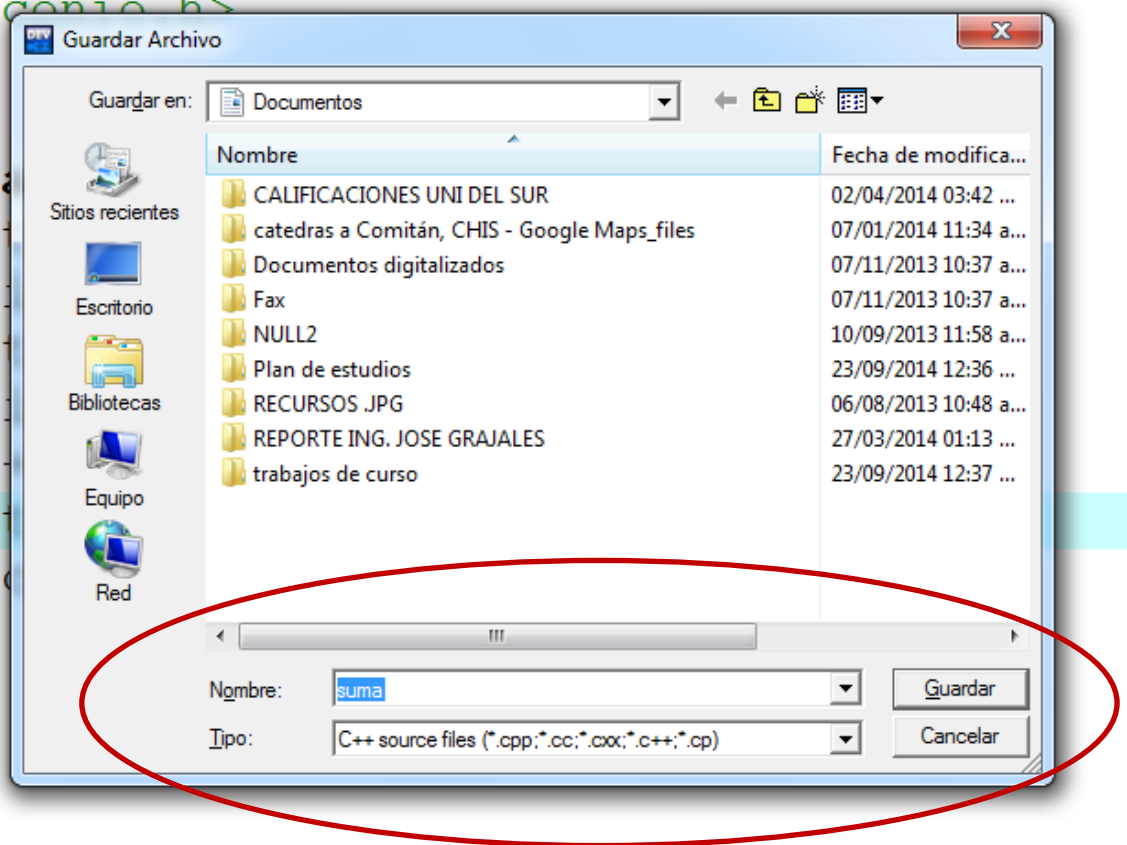 conio.h>
DEV
Guardar Archivo
Guardar en:
Documentos
Nombre
Fecha de modifica...
CALIFICACIONES UNI DEL SUR
02/04/2014 03:42 ...
catedras a Comitán, CHIS - Google Maps_files
07/01/2014 11:34 a...
Documentos digitalizados
07/11/2013 10:37 a...
Fax
07/11/2013 10:37 a...
NULL2
10/09/2013 11:58 a...
Plan de estudios
23/09/2014 12:36 ...
RECURSOS .JPG
06/08/2013 10:48 a...
REPORTE ING. JOSE GRAJALES
27/03/2014 01:13 ...
trabajos de curso
23/09/2014 12:37 ...
Sitios recientes
Escritorio
Bibliotecas
Equipo
Red
Nombre:
suma
Guardar
Tipo:
C++ source files (*.cpp;*.cc;*.cxx;*.c++;*.cp)
Cancelar